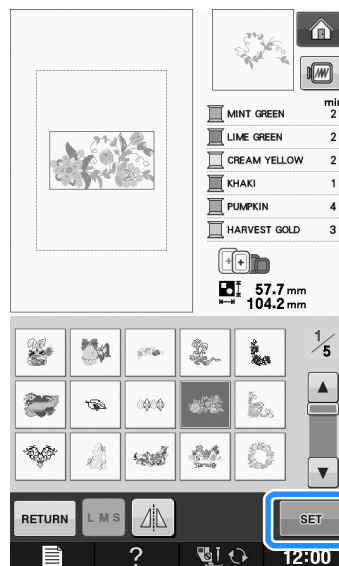 min
MINT GREEN 2
LIME GREEN 2
CREAM YELLOW 2
KHAKI 1
PUMPKIN 4
HARVEST GOLD 3
57.7 mm
104.2 mm
1/5
RETURN L M S SET
? 12:00